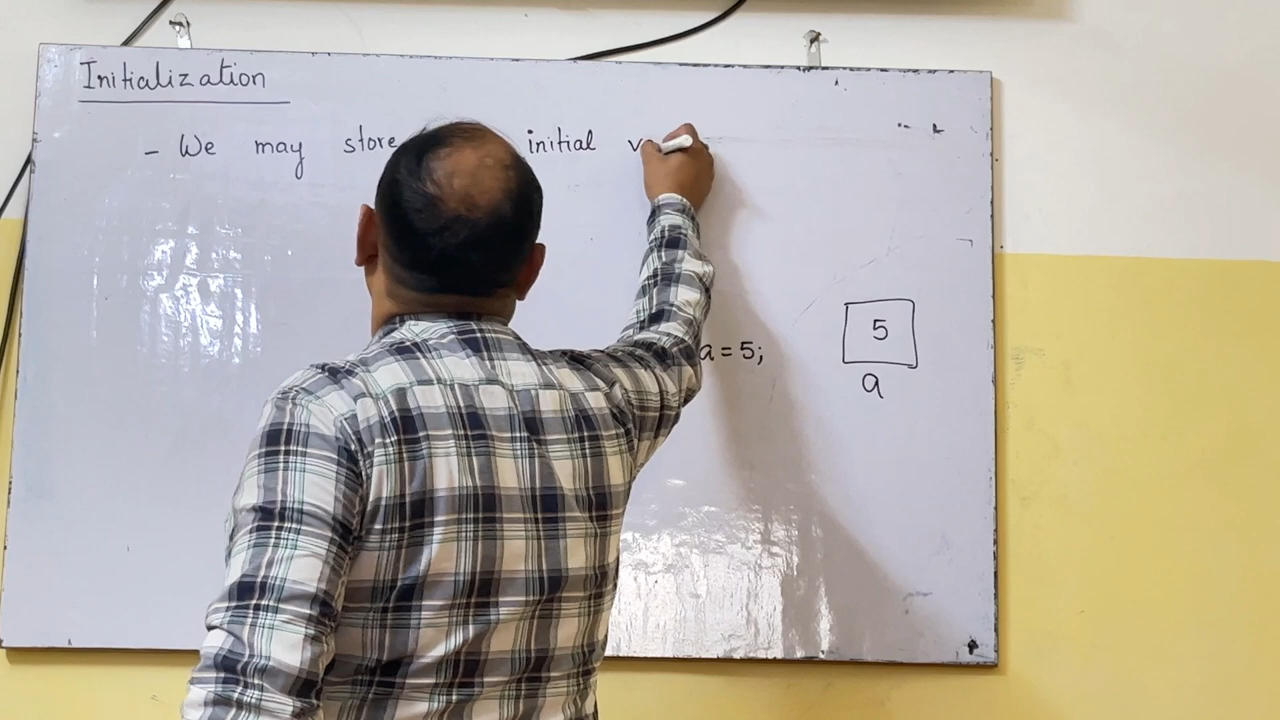 Initialization
- We may store initial v
a = 5;
5
a